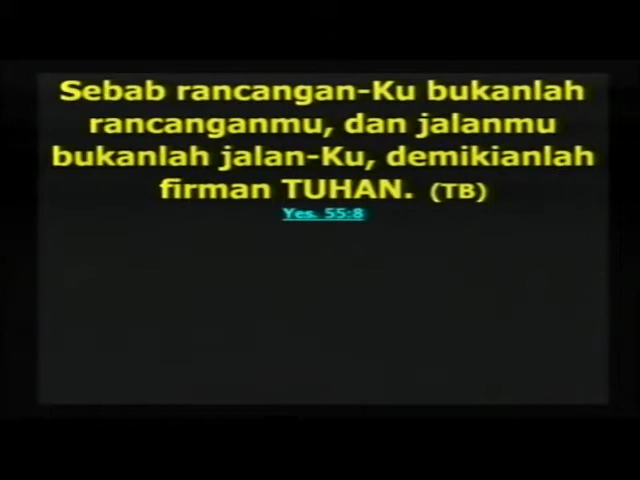 Sebab rancangan-Ku bukanlah
rancanganmu, dan jalanmu
bukanlah jalan-Ku, demikianlah
firman TUHAN. (TB)
Yes. 55:8